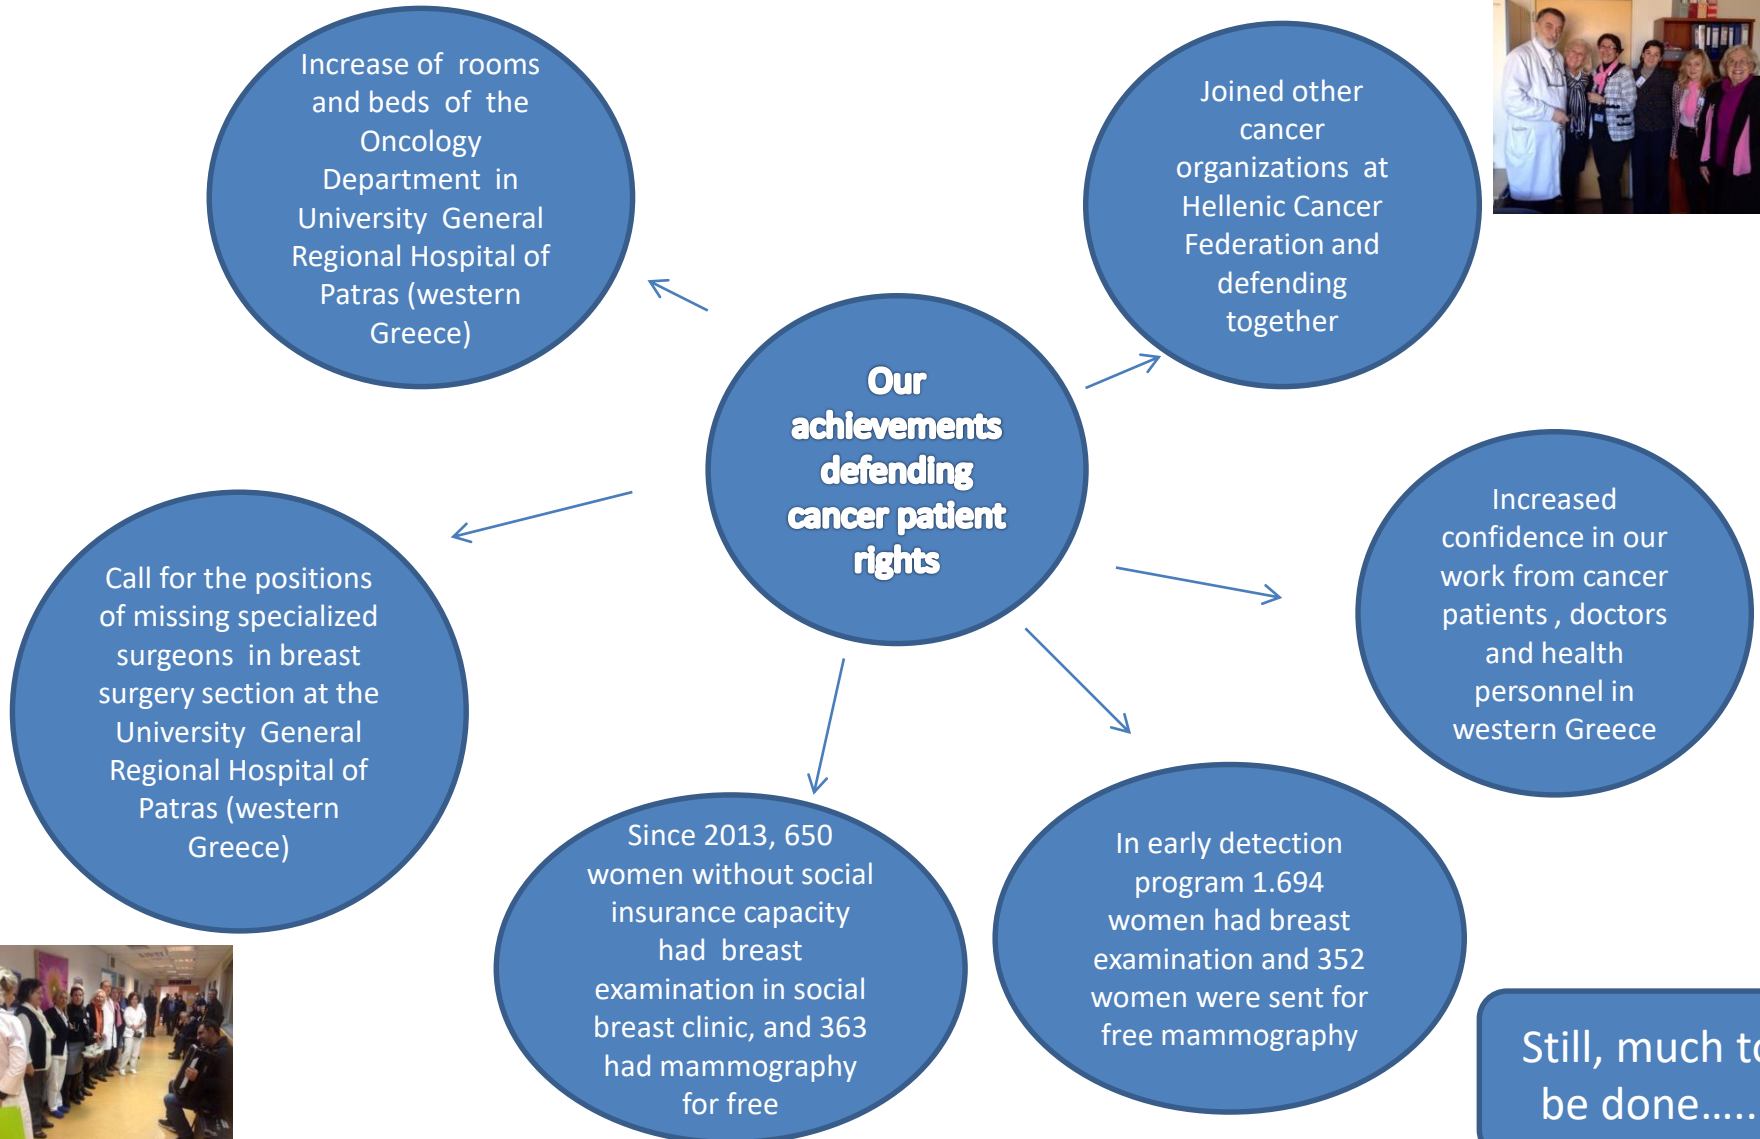 Increase of rooms
and beds of the
Oncology
Department in
University General
Regional Hospital of
Patras (western
Greece)
Joined other
cancer
organizations at
Hellenic Cancer
Federation and
defending
together
Our
achievements
defending
cancer patient
rights
Increased
confidence in our
work from cancer
patients , doctors
and health
personnel in
western Greece
Call for the positions
of missing specialized
surgeons in breast
surgery section at the
University General
Regional Hospital of
Patras (western
Greece)
Since 2013, 650
women without social
insurance capacity
had breast
examination in social
breast clinic, and 363
had mammography
for free
In early detection
program 1.694
women had breast
examination and 352
women were sent for
free mammography
Still, much to
be done.....